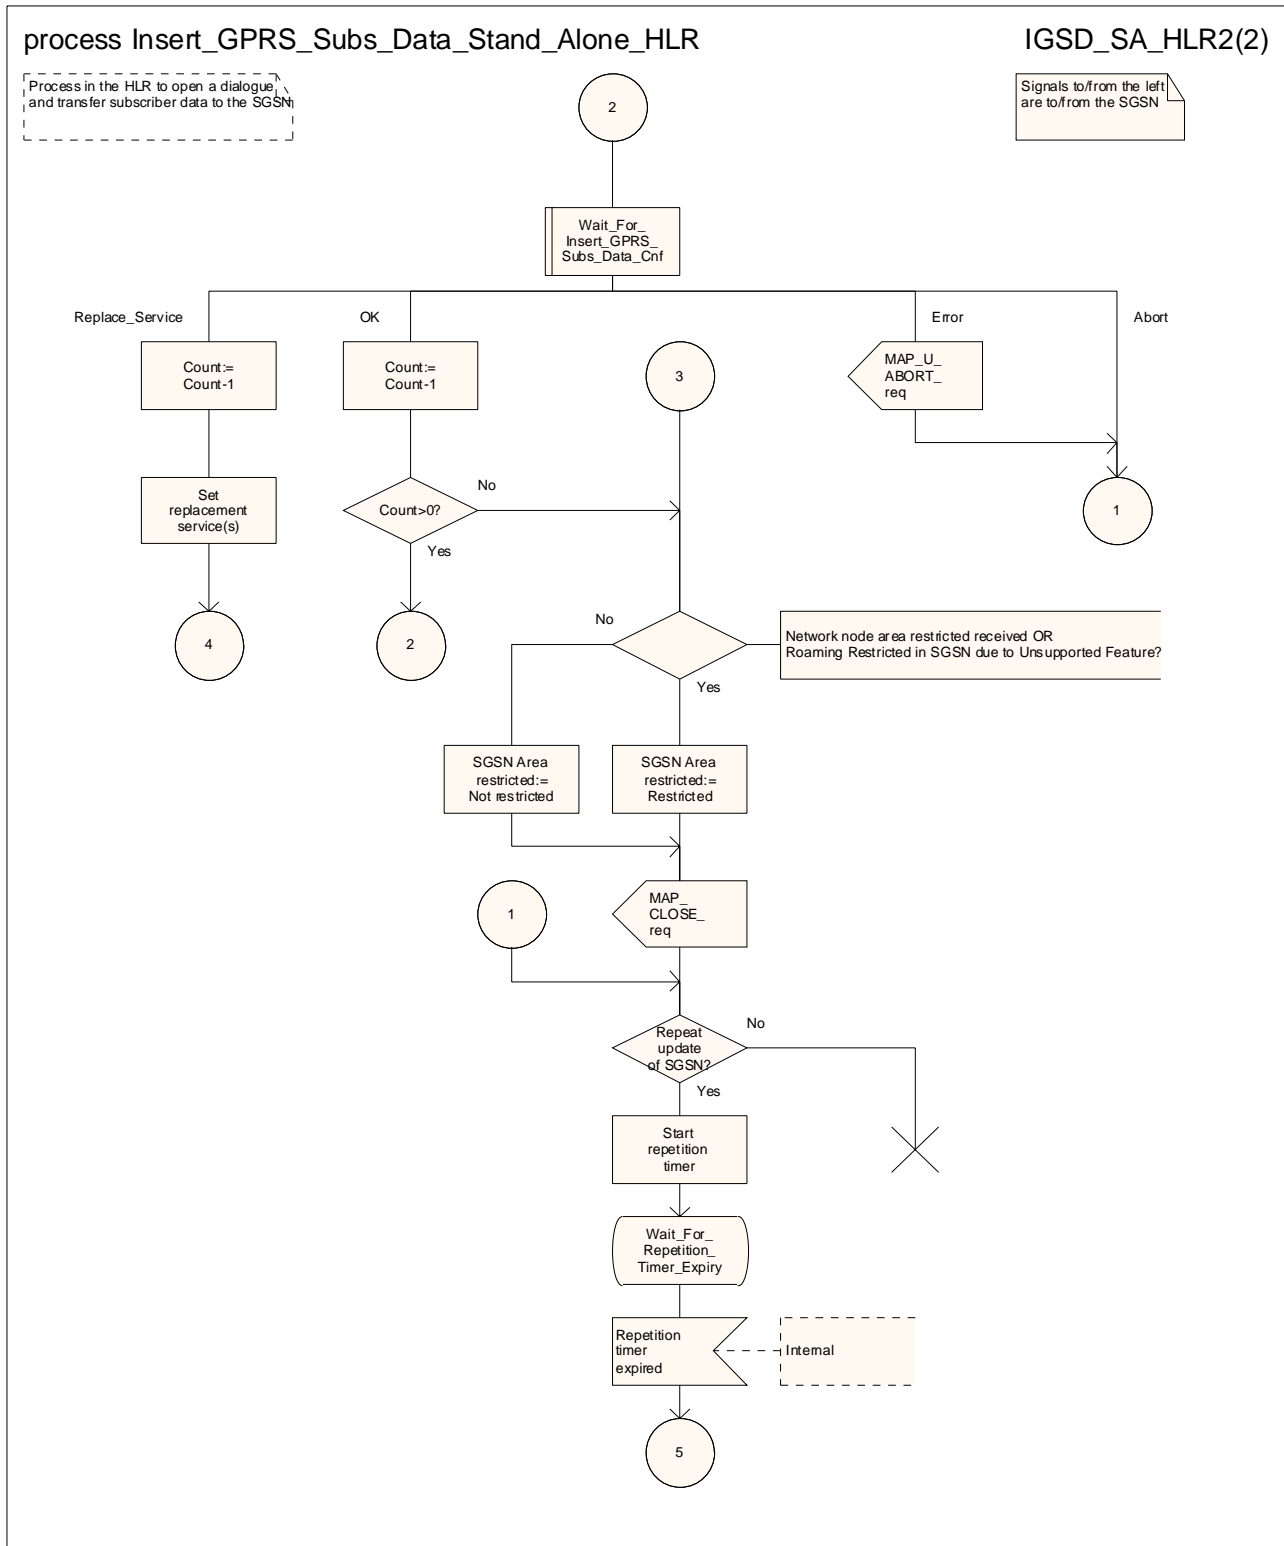 process Insert_GPRS_Subs_Data_Stand_Alone_HLR
IGSD_SA_HLR2(2)
Process in the HLR to open a dialogue
and transfer subscriber data to the SGSN
2
Signals to/from the left
are to/from the SGSN
Wait_For_
Insert_GPRS_
Subs_Data_Cnf
Replace_Service
OK
Error
Abort
Count:=
Count-1
Count:=
Count-1
3
MAP_U_
ABORT_
req
Set
replacement
service(s)
Count>0?
No
Yes
1
4
2
No
Network node area restricted received OR
Roaming Restricted in SGSN due to Unsupported Feature?
Yes
SGSN Area
restricted:=
Not restricted
SGSN Area
restricted:=
Restricted
1
MAP_
CLOSE_
req
Repeat
update
of SGSN?
No
Yes
Start
repetition
timer
Wait_For_
Repetition_
Timer_Expiry
Repetition
timer
expired
Internal
5